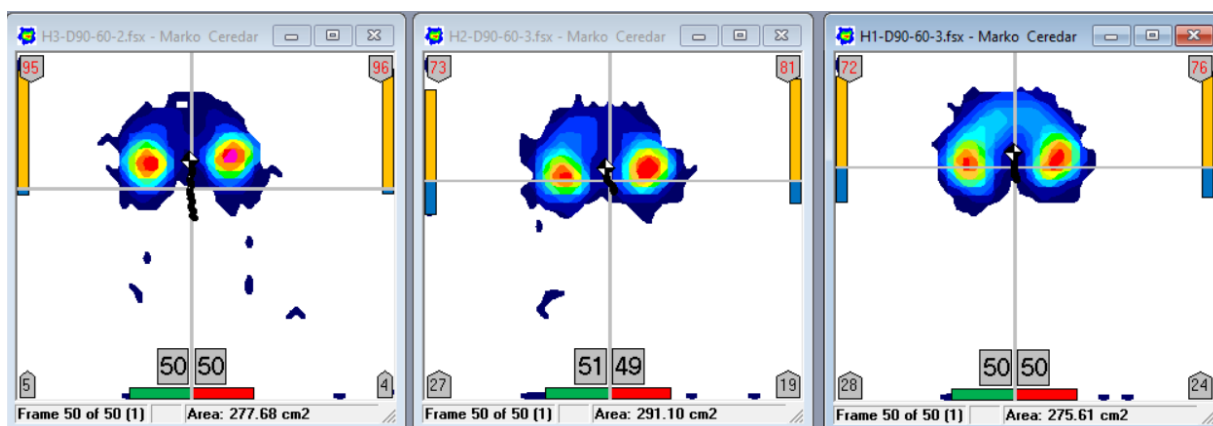 H3-D90-60-2.fsx - Marko Ceredar
95 96
50 50
5 4
Frame 50 of 50 (1) Area: 277.68 cm2
H2-D90-60-3.fsx - Marko Ceredar
73 81
51 49
27 19
Frame 50 of 50 (1) Area: 291.10 cm2
H1-D90-60-3.fsx - Marko Ceredar
72 76
50 50
28 24
Frame 50 of 50 (1) Area: 275.61 cm2